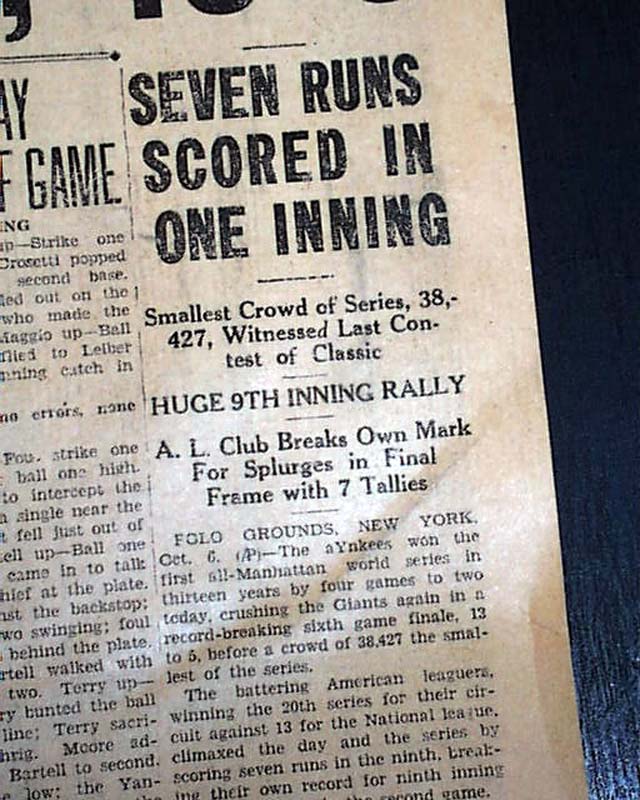 AY
F GAME
NG
up—Strike one
Crosetti popped
second base.
led out on the
who made the
Maggio up—Ball
flied to Leiber
nning catch in
no errors, none
Fou. strike one
ball one high.
to intercept the
a single near the
t fell just out of
ell up—Ball one
came in to talk
hief at the plate.
nst the backstop;
wo swinging; foul
behind the plate.
rtell walked with
two. Terry up—
ry bunted the ball
line; Terry sacri-
hrig. Moore ad-
Bartell to second.
low; the Yan-
SEVEN RUNS
SCORED IN
ONE INNING
Smallest Crowd of Series, 38,-
427, Witnessed Last Con-
test of Classic
HUGE 9TH INNING RALLY
A. L. Club Breaks Own Mark
For Splurges in Final
Frame with 7 Tallies
POLO GROUNDS, NEW YORK,
Oct. 6. (/P)—The aYnkees won the
first all-Manhattan world series in
thirteen years by four games to two
today, crushing the Giants again in a
record-breaking sixth game finale, 13
to 5, before a crowd of 38,427 the smal-
lest of the series.
The battering American leaguers,
winning the 20th series for their cir-
cuit against 13 for the National league,
climaxed the day and the series by
scoring seven runs in the ninth, break-
ing their own record for ninth inning
second game.